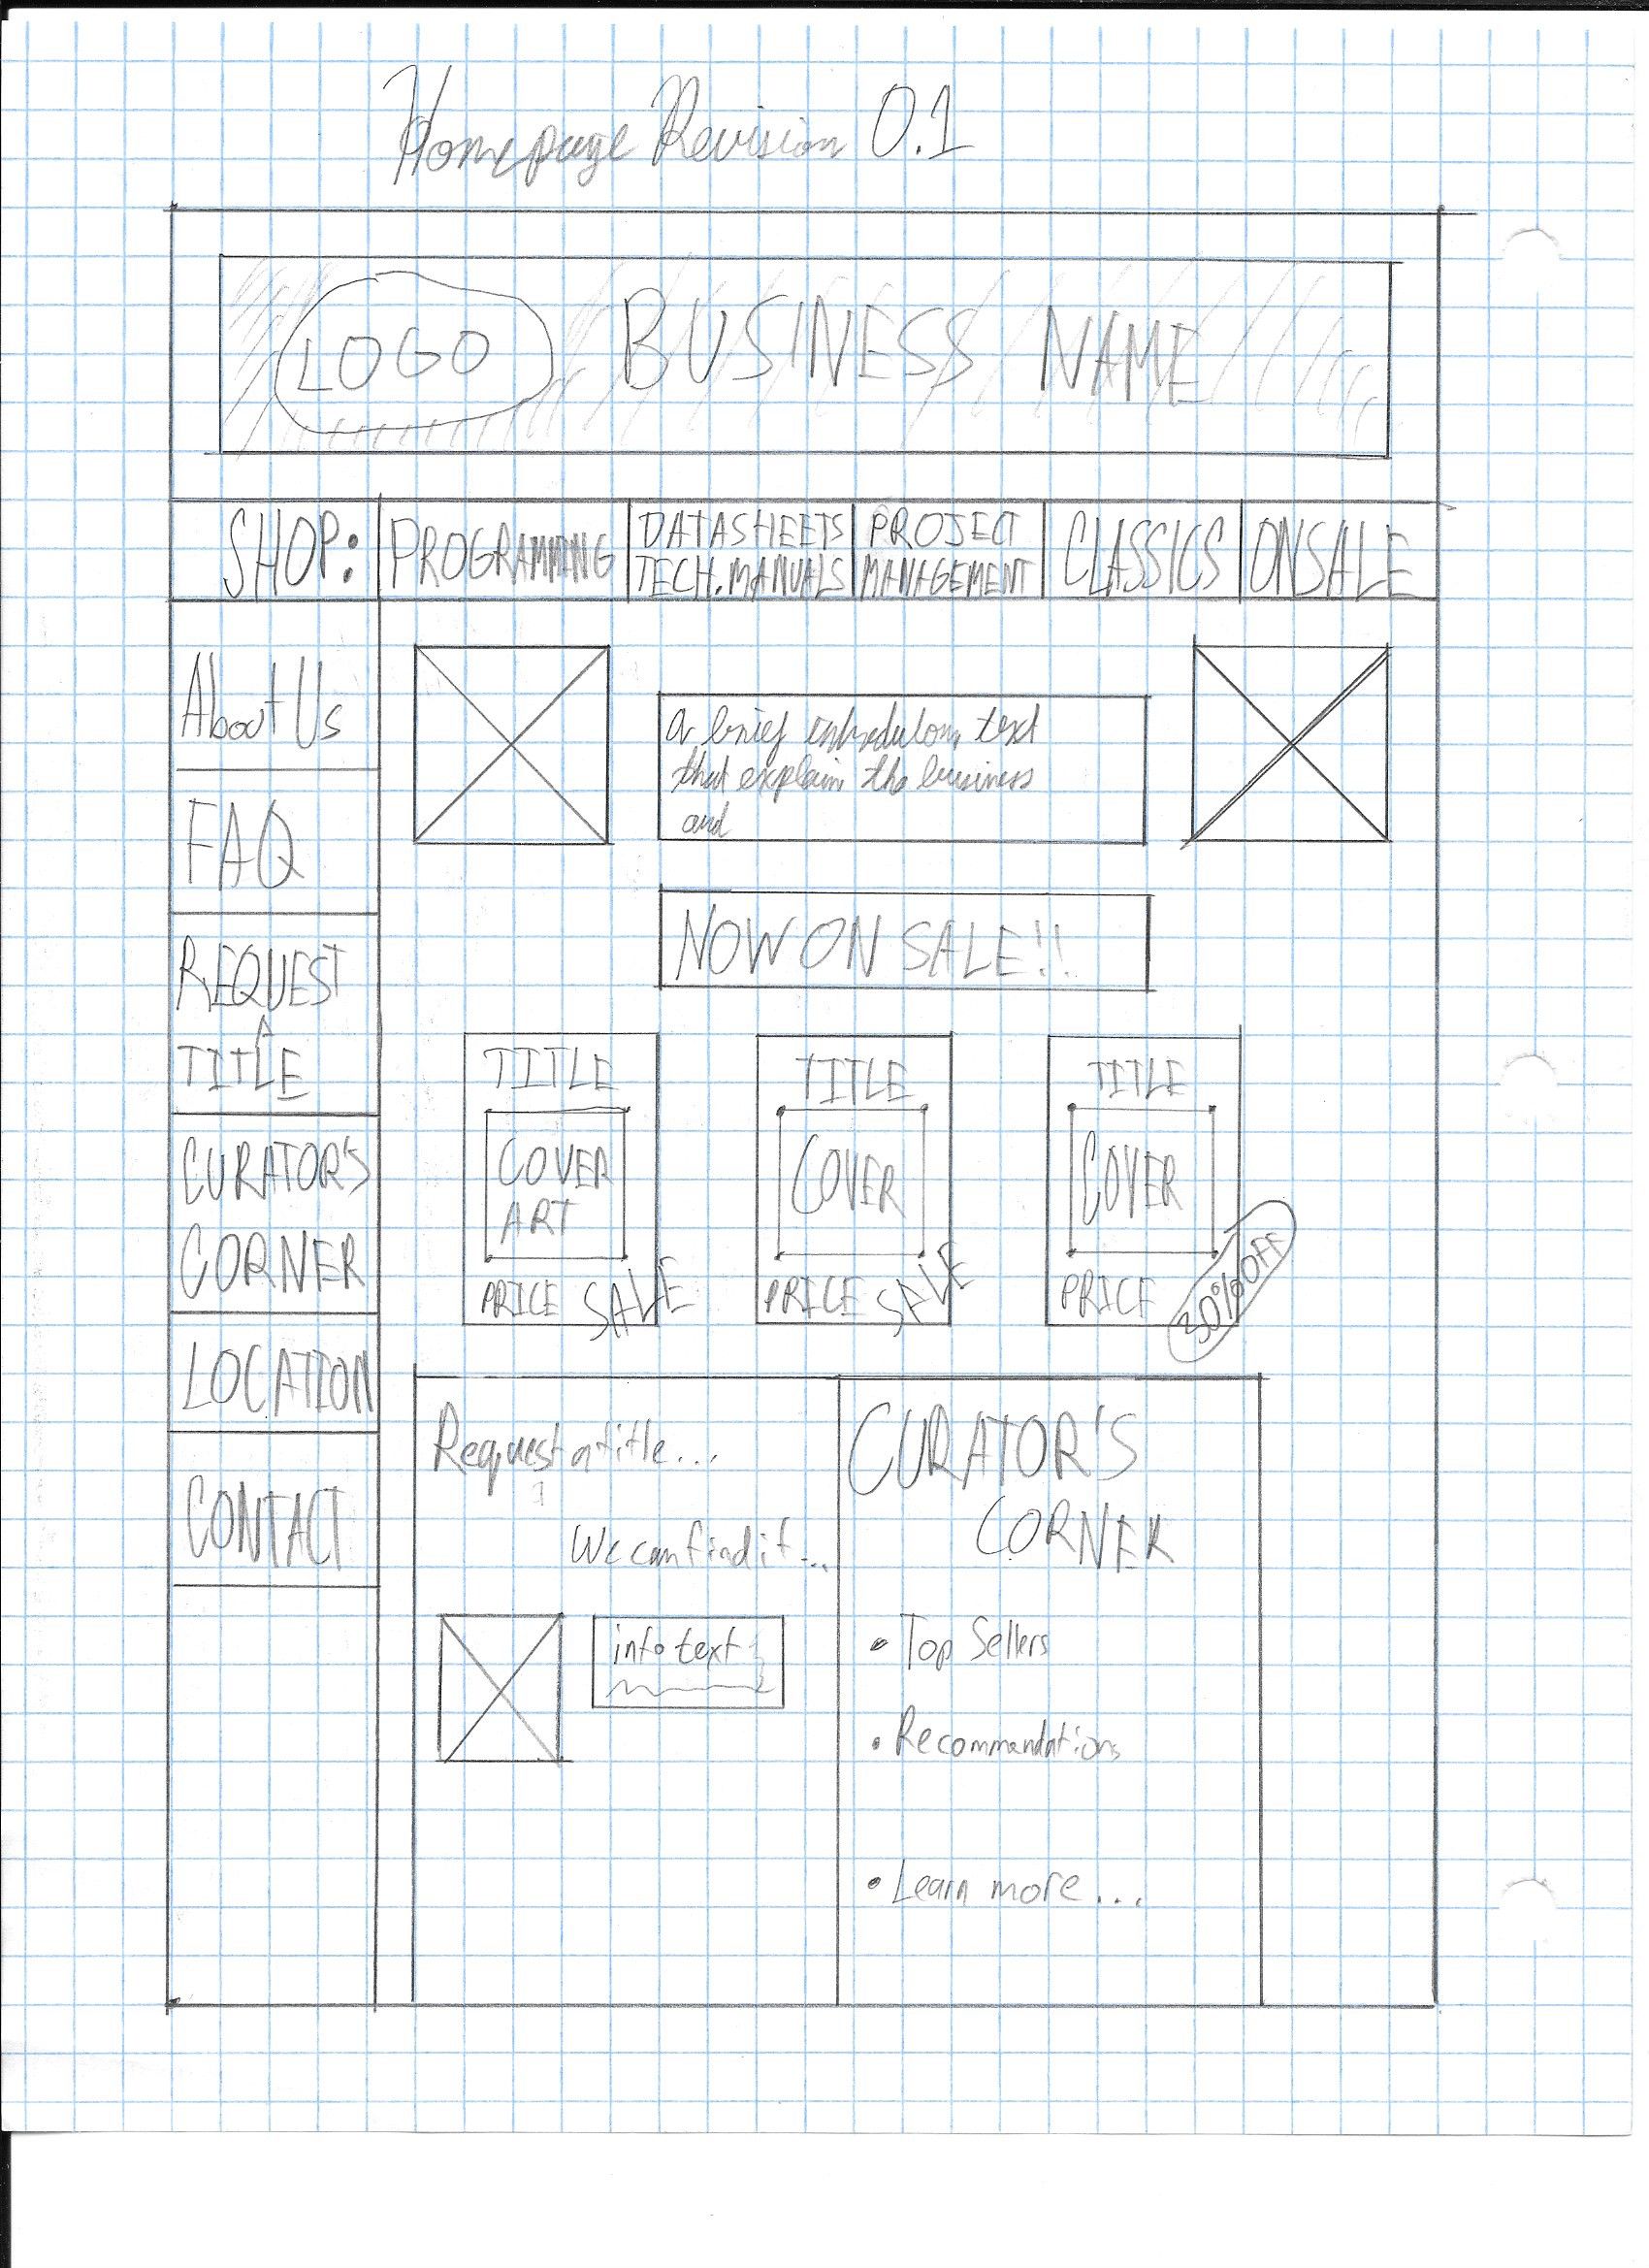 Homepage Revision 0.1
LOGO
BUSINESS NAME
SHOP:
PROGRAMMING
DATASHEETS
TECH. MANUALS
PROJECT
MANAGEMENT
CLASSICS
ONSALE
About Us
FAQ
REQUEST
A
TITLE
CURATOR'S
CORNER
LOCATION
CONTACT
a brief text
that explain the business
and
NOW ON SALE!!
TITLE
COVER
ART
PRICE SALE
TITLE
COVER
PRICE SALE
TITLE
COVER
PRICE
30% OFF
Request a title...
We can find it...
info text
CURATOR'S
CORNER
• Top Sellers
• Recommandations
• Learn more...